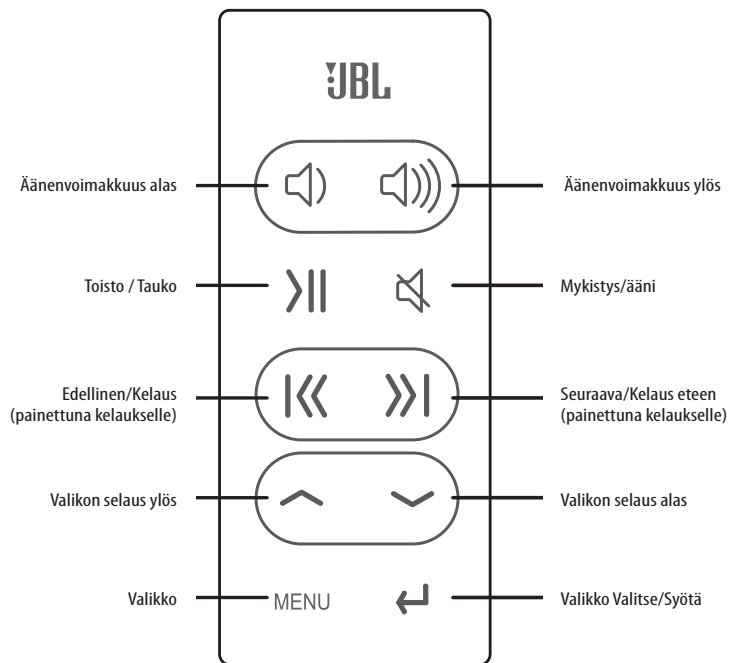 JBL
Äänenvoimakkuus alas
Äänenvoimakkuus ylös
Toisto / Tauko
Mykistys/ääni
Edellinen/Kelaus
(painettuna kelaukselle)
Seuraava/Kelaus eteen
(painettuna kelaukselle)
Valikon selaus ylös
Valikon selaus alas
Valikko
MENU
Valikko Valitse/Syötä